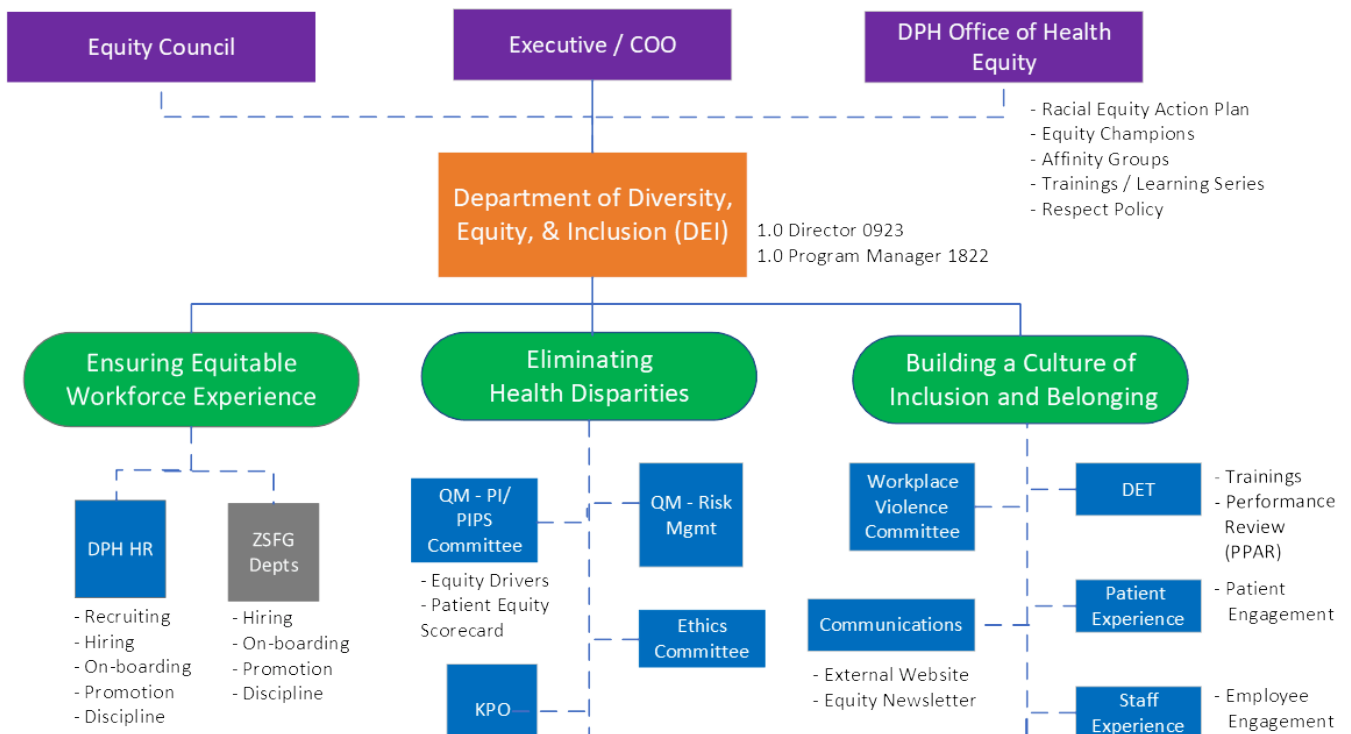 Equity Council
Executive / COO
DPH Office of Health
Equity
- Racial Equity Action Plan
- Equity Champions
- Affinity Groups
- Trainings / Learning Series
- Respect Policy
Department of Diversity,
Equity, & Inclusion (DEI)
1.0 Director 0923
1.0 Program Manager 1822
Ensuring Equitable
Workforce Experience
Eliminating
Health Disparities
Building a Culture of
Inclusion and Belonging
DPH HR
- Recruiting
- Hiring
- On-boarding
- Promotion
- Discipline
ZSFG
Depts
- Hiring
- On-boarding
- Promotion
- Discipline
QM - PI/
PIPS
Committee
- Equity Drivers
- Patient Equity
Scorecard
QM - Risk
Mgmt
Ethics
Committee
KPO
Workplace
Violence
Committee
DET
- Trainings
- Performance
Review
(PPAR)
Communications
- External Website
- Equity Newsletter
Patient
Experience
- Patient
Engagement
Staff
Experience
- Employee
Engagement